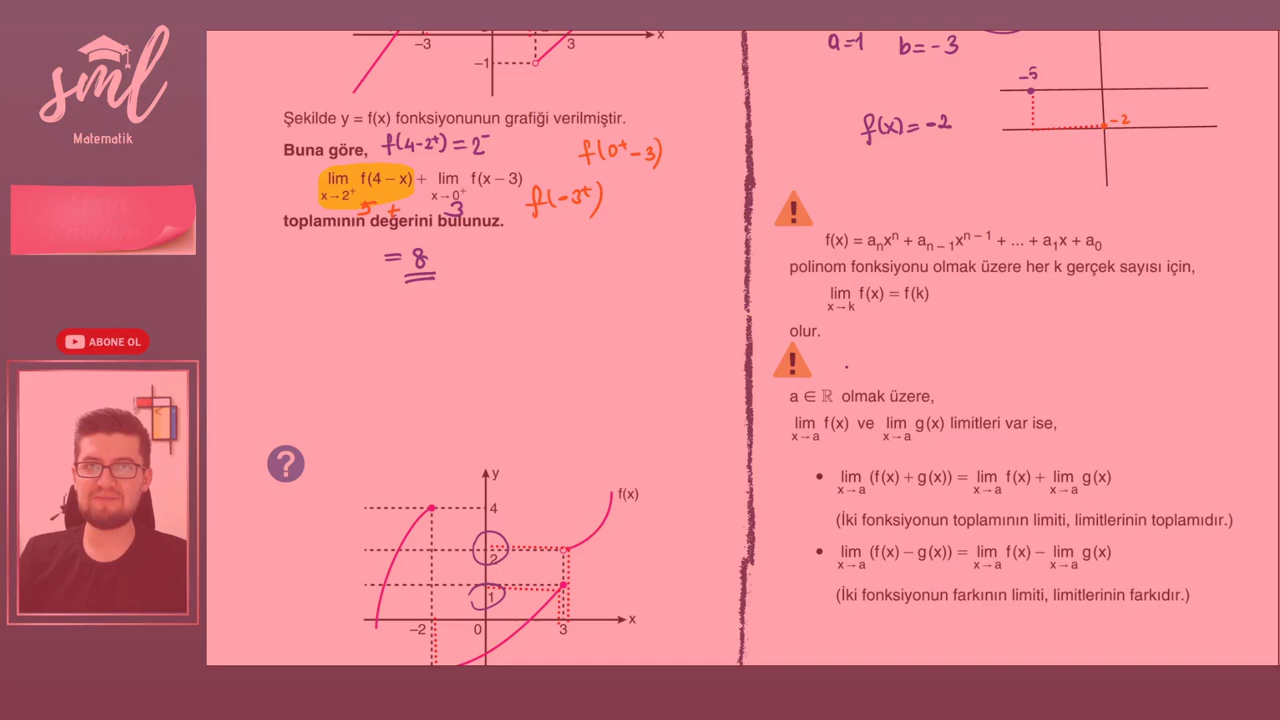 sml
Matematik
ABONE OL
−3
0
3
x
−1
Şekilde y = f(x) fonksiyonunun grafiği verilmiştir.
Buna göre, f(4-2⁺) = 2⁻
f(0⁺-3)
lim f(4 − x) + lim f(x − 3)
x→2⁺ x→0⁺
f(-3⁺)
5 + 3
toplamının değerini bulunuz.
= 8
?
y
f(x)
4
2
1
−2 0 3 x
a=1 b=-3
-5
f(x)=-2
-2
!
f(x) = aₙxⁿ + aₙ₋₁xⁿ⁻¹ + ... + a₁x + a₀
polinom fonksiyonu olmak üzere her k gerçek sayısı için,
lim f(x) = f(k)
x→k
olur.
!
a ∈ ℝ olmak üzere,
lim f(x) ve lim g(x) limitleri var ise,
x→a x→a
• lim (f(x) + g(x)) = lim f(x) + lim g(x)
x→a x→a x→a
(İki fonksiyonun toplamının limiti, limitlerinin toplamıdır.)
• lim (f(x) − g(x)) = lim f(x) − lim g(x)
x→a x→a x→a
(İki fonksiyonun farkının limiti, limitlerinin farkıdır.)